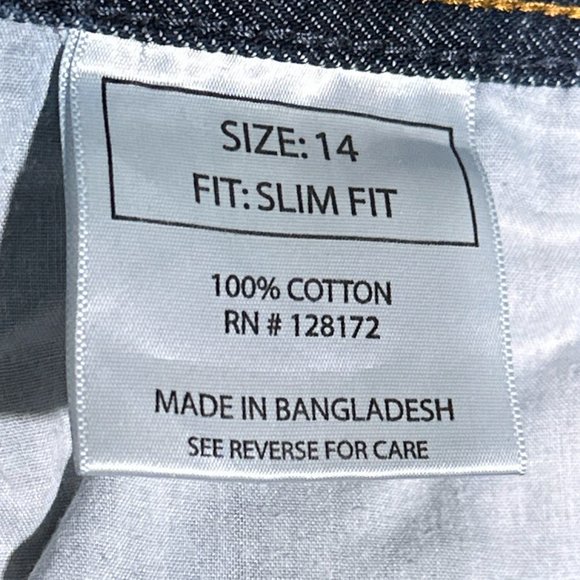 SIZE: 14
FIT: SLIM FIT
100% COTTON
RN # 128172
MADE IN BANGLADESH
SEE REVERSE FOR CARE